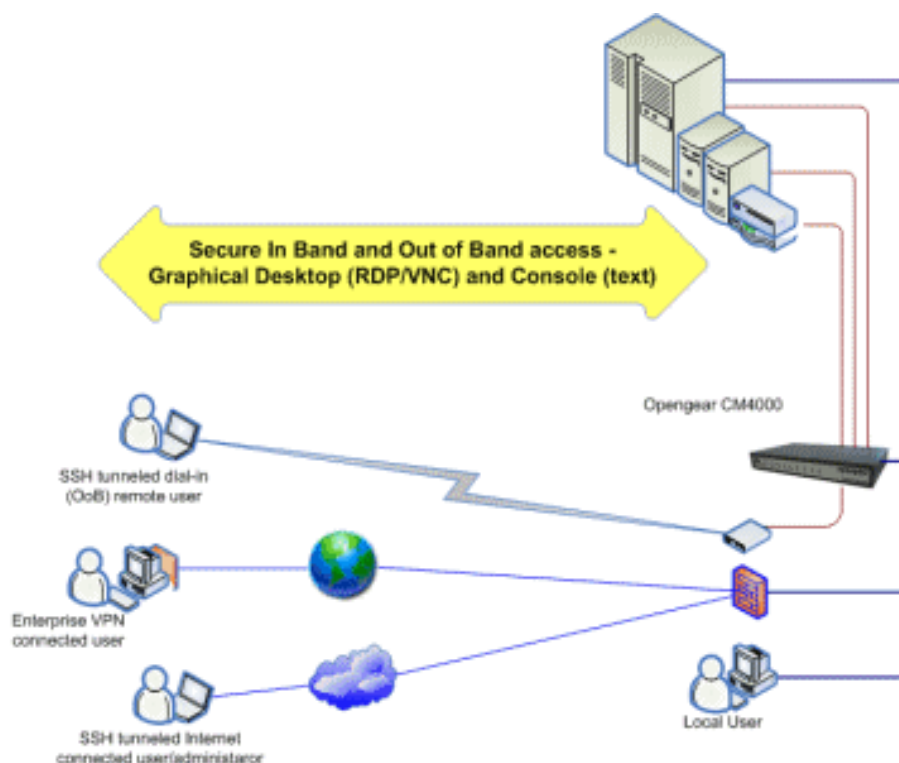 Secure In Band and Out of Band access -
Graphical Desktop (RDP/VNC) and Console (text)
Opengear CM4000
SSH tunneled dial-in
(OoB) remote user
Enterprise VPN
connected user
Local User
SSH tunneled Internet
connected user/administaror